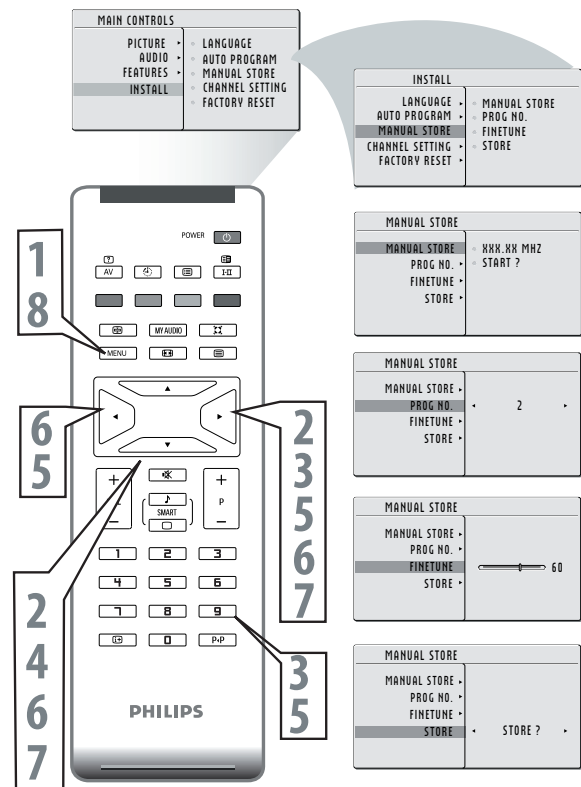 MAIN CONTROLS
PICTURE
AUDIO
FEATURES
INSTALL
LANGUAGE
AUTO PROGRAM
MANUAL STORE
CHANNEL SETTING
FACTORY RESET
INSTALL
LANGUAGE
AUTO PROGRAM
MANUAL STORE
CHANNEL SETTING
FACTORY RESET
MANUAL STORE
PROG NO.
FINETUNE
STORE
MANUAL STORE
MANUAL STORE
PROG NO.
FINETUNE
STORE
XXX.XX MHZ
START ?
MANUAL STORE
MANUAL STORE
PROG NO.
FINETUNE
STORE
2
MANUAL STORE
MANUAL STORE
PROG NO.
FINETUNE
STORE
60
MANUAL STORE
MANUAL STORE
PROG NO.
FINETUNE
STORE
STORE ?
POWER
?
AV
I-II
MY AUDIO
MENU
+
–
SMART
+
P
–
1 2 3
4 5 6
7 8 9
i+ 0 P•P
PHILIPS
1
8
6
5
2
4
6
7
2
3
5
6
7
3
5